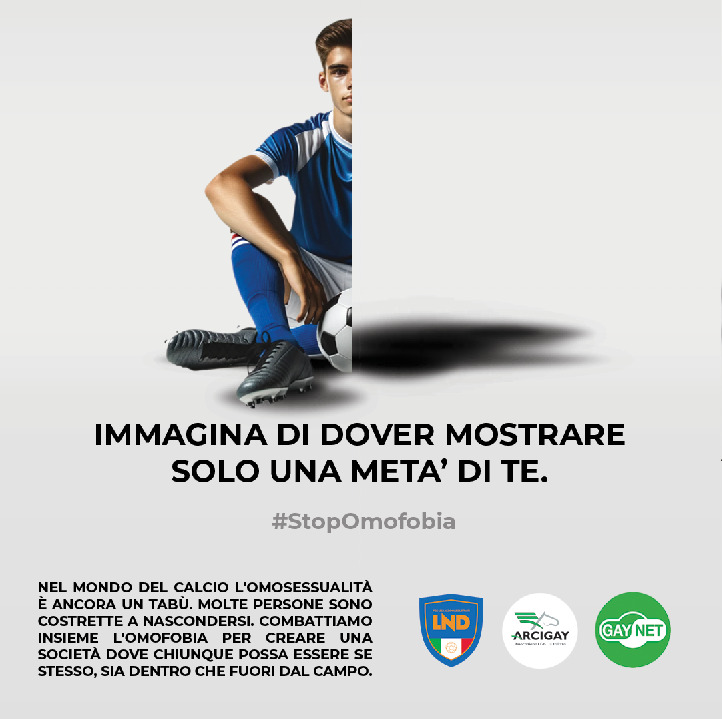 IMMAGINA DI DOVER MOSTRARE
SOLO UNA META’ DI TE.
#StopOmofobia
NEL MONDO DEL CALCIO L'OMOSESSUALITÀ
È ANCORA UN TABÙ. MOLTE PERSONE SONO
COSTRETTE A NASCONDERSI. COMBATTIAMO
INSIEME L'OMOFOBIA PER CREARE UNA
SOCIETÀ DOVE CHIUNQUE POSSA ESSERE SE
STESSO, SIA DENTRO CHE FUORI DAL CAMPO.
LND
ARCIGAY
GAY NET